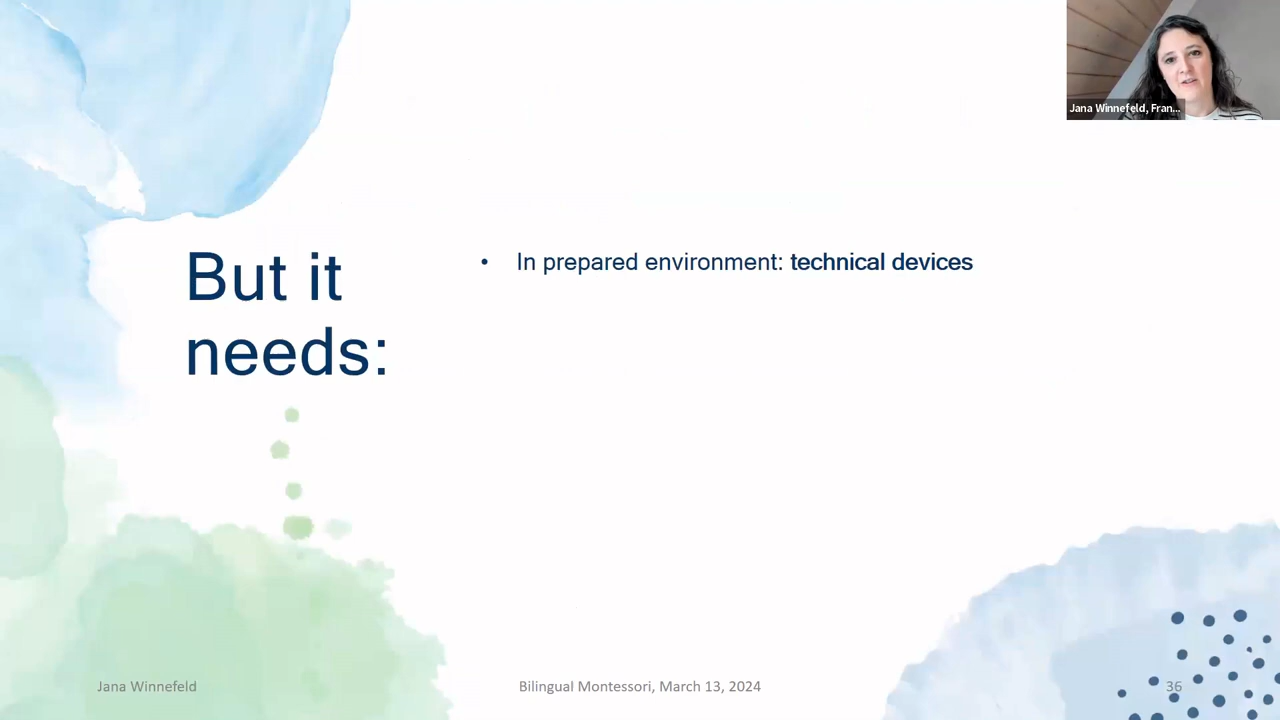 Jana Winnefeld, Fran...
But it
needs:
• In prepared environment: technical devices
Jana Winnefeld
Bilingual Montessori, March 13, 2024
36